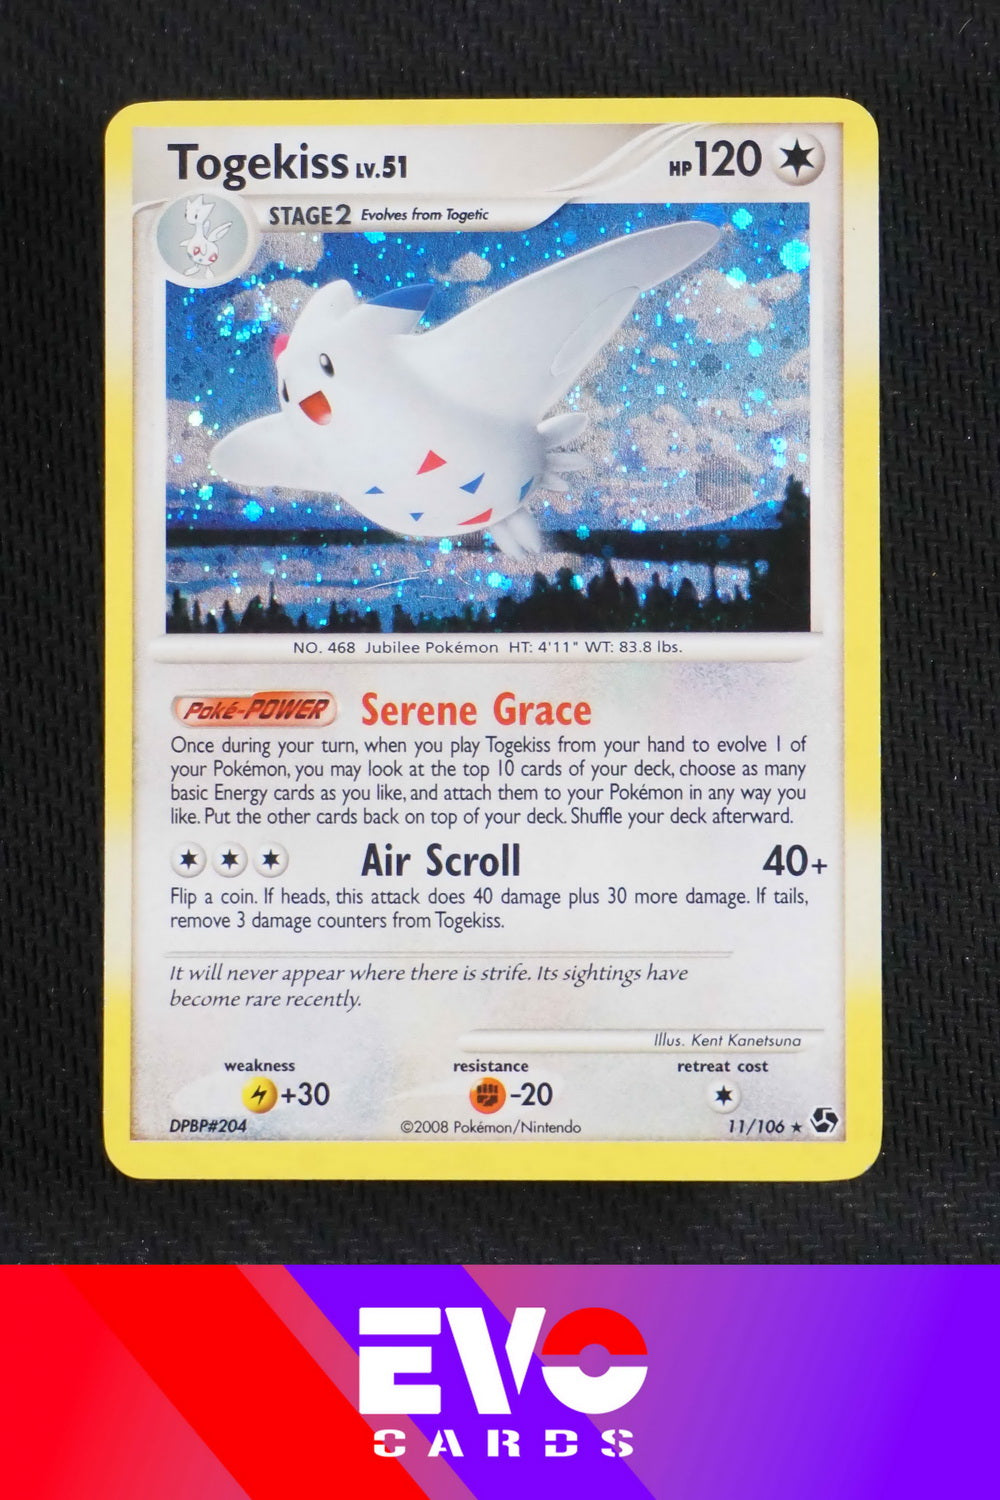 Togekiss LV.51 HP 120
STAGE 2 Evolves from Togetic
NO. 468 Jubilee Pokémon HT: 4'11" WT: 83.8 lbs.
Poké-POWER Serene Grace
Once during your turn, when you play Togekiss from your hand to evolve 1 of
your Pokémon, you may look at the top 10 cards of your deck, choose as many
basic Energy cards as you like, and attach them to your Pokémon in any way you
like. Put the other cards back on top of your deck. Shuffle your deck afterward.
Air Scroll 40+
Flip a coin. If heads, this attack does 40 damage plus 30 more damage. If tails,
remove 3 damage counters from Togekiss.
It will never appear where there is strife. Its sightings have
become rare recently.
Illus. Kent Kanetsuna
weakness resistance retreat cost
+30 -20
DPBP#204 ©2008 Pokémon/Nintendo 11/106
EVO
CARDS